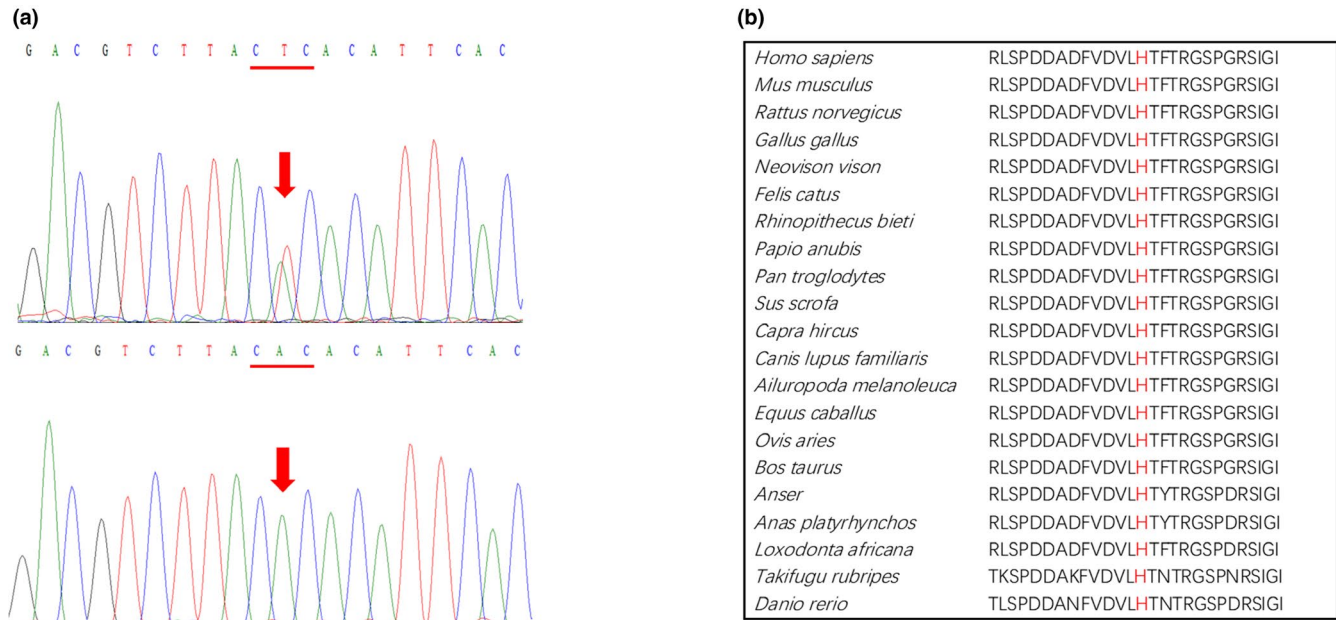 (a)
G A C G T C T T A C T C A C A T T C A C
G A C G T C T T A C A C A C A T T C A C
(b)
Homo sapiens RLSPDDADFVDVLHTFTRGSPGRSIGI
Mus musculus RLSPDDADFVDVLHTFTRGSPGRSIGI
Rattus norvegicus RLSPDDADFVDVLHTFTRGSPGRSIGI
Gallus gallus RLSPDDADFVDVLHTFTRGSPGRSIGI
Neovison vison RLSPDDADFVDVLHTFTRGSPGRSIGI
Felis catus RLSPDDADFVDVLHTFTRGSPGRSIGI
Rhinopithecus bieti RLSPDDADFVDVLHTFTRGSPGRSIGI
Papio anubis RLSPDDADFVDVLHTFTRGSPGRSIGI
Pan troglodytes RLSPDDADFVDVLHTFTRGSPGRSIGI
Sus scrofa RLSPDDADFVDVLHTFTRGSPGRSIGI
Capra hircus RLSPDDADFVDVLHTFTRGSPGRSIGI
Canis lupus familiaris RLSPDDADFVDVLHTFTRGSPGRSIGI
Ailuropoda melanoleuca RLSPDDADFVDVLHTFTRGSPGRSIGI
Equus caballus RLSPDDADFVDVLHTFTRGSPGRSIGI
Ovis aries RLSPDDADFVDVLHTFTRGSPGRSIGI
Bos taurus RLSPDDADFVDVLHTFTRGSPGRSIGI
Anser RLSPDDADFVDVLHTYTRGSPDRSIGI
Anas platyrhynchos RLSPDDADFVDVLHTYTRGSPDRSIGI
Loxodonta africana RLSPDDADFVDVLHTFTRGSPDRSIGI
Takifugu rubripes TKSPDDAKFVDVLHTNTRGSPNRSIGI
Danio rerio TLSPDDANFVDVLHTNTRGSPDRSIGI